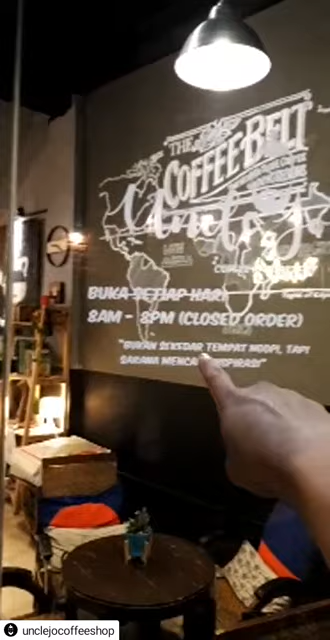 THE
COFFEE BELT
Uncle Jo
BUKA SETIAP HARI
8AM - 8PM (CLOSED ORDER)
"BUKAN SEKEDAR TEMPAT NGOPI, TAPI
SARANA MENCA INSPIRASI"
unclejocoffeeshop